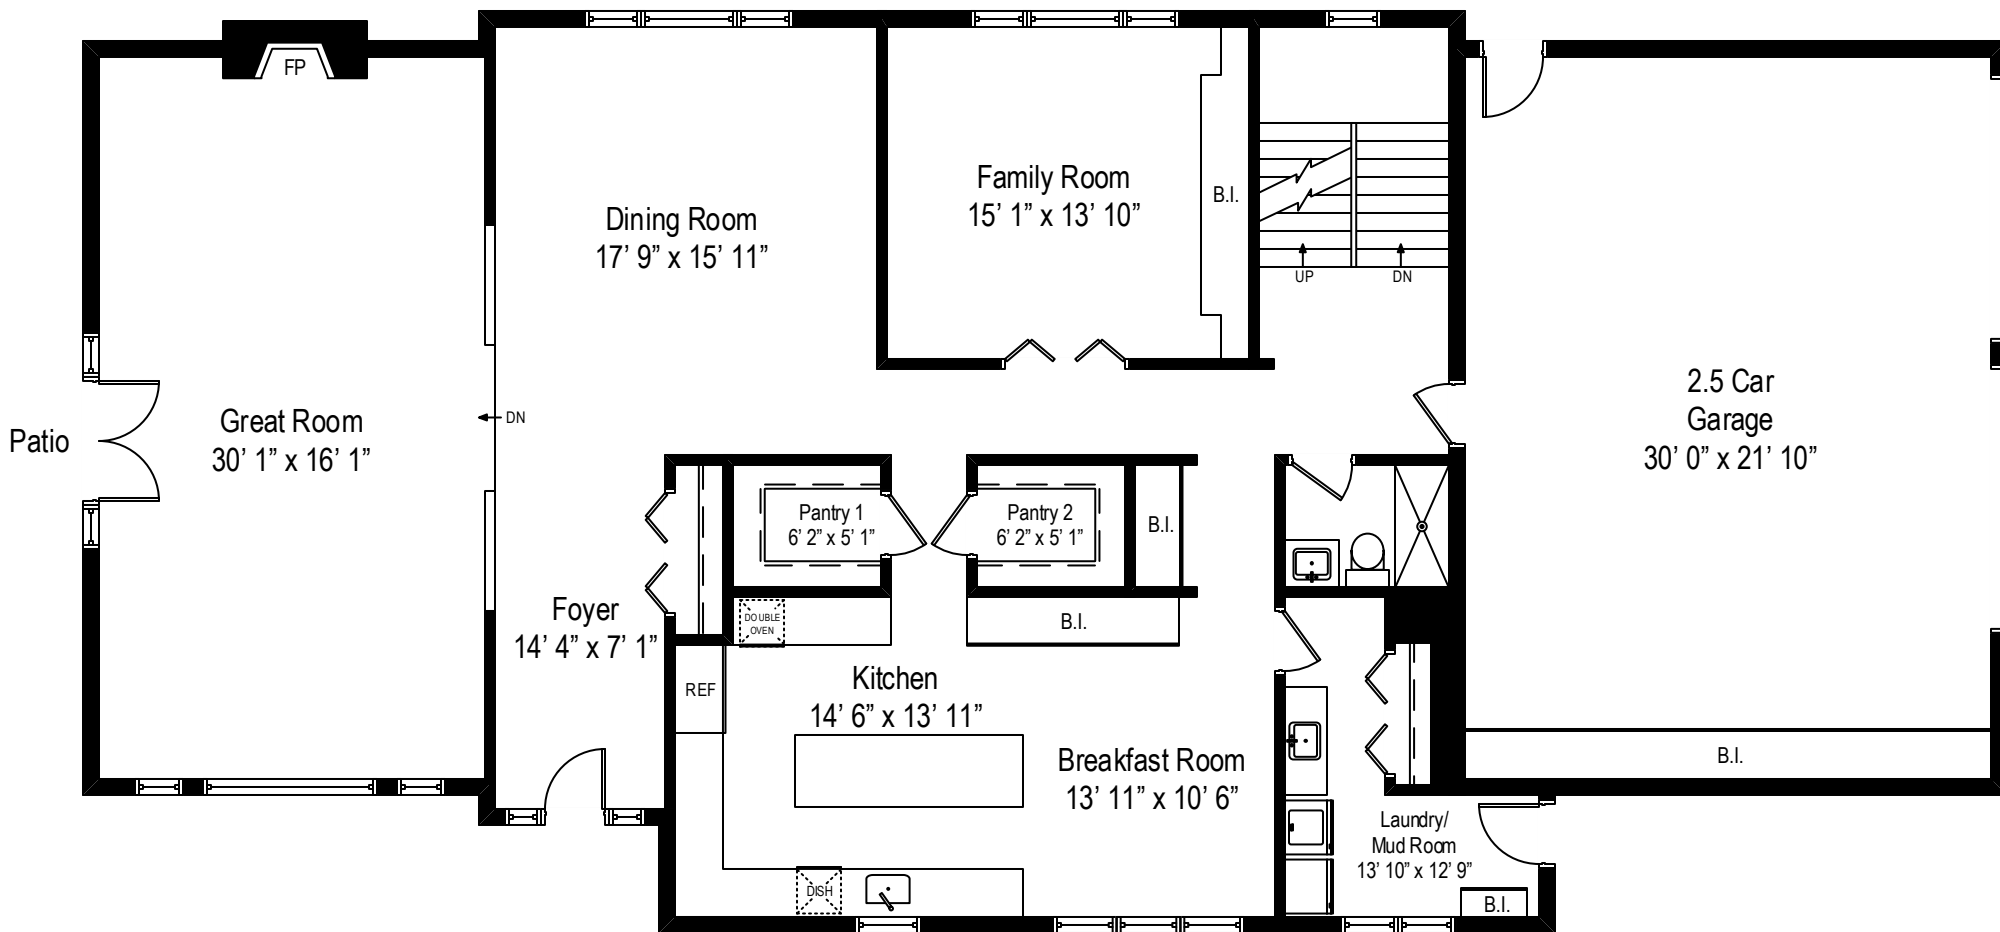 FP
Family Room
15’ 1” x 13’ 10”
B.I.
Dining Room
17’ 9” x 15’ 11”
UP
DN
2.5 Car
Garage
30’ 0” x 21’ 10”
Patio
Great Room
30’ 1” x 16’ 1”
DN
Pantry 1
6’ 2” x 5’ 1”
Pantry 2
6’ 2” x 5’ 1”
B.I.
Foyer
14’ 4” x 7’ 1”
DOUBLE
OVEN
B.I.
REF
Kitchen
14’ 6” x 13’ 11”
Breakfast Room
13’ 11” x 10’ 6”
B.I.
Laundry/
Mud Room
13’ 10” x 12’ 9”
DISH
B.I.